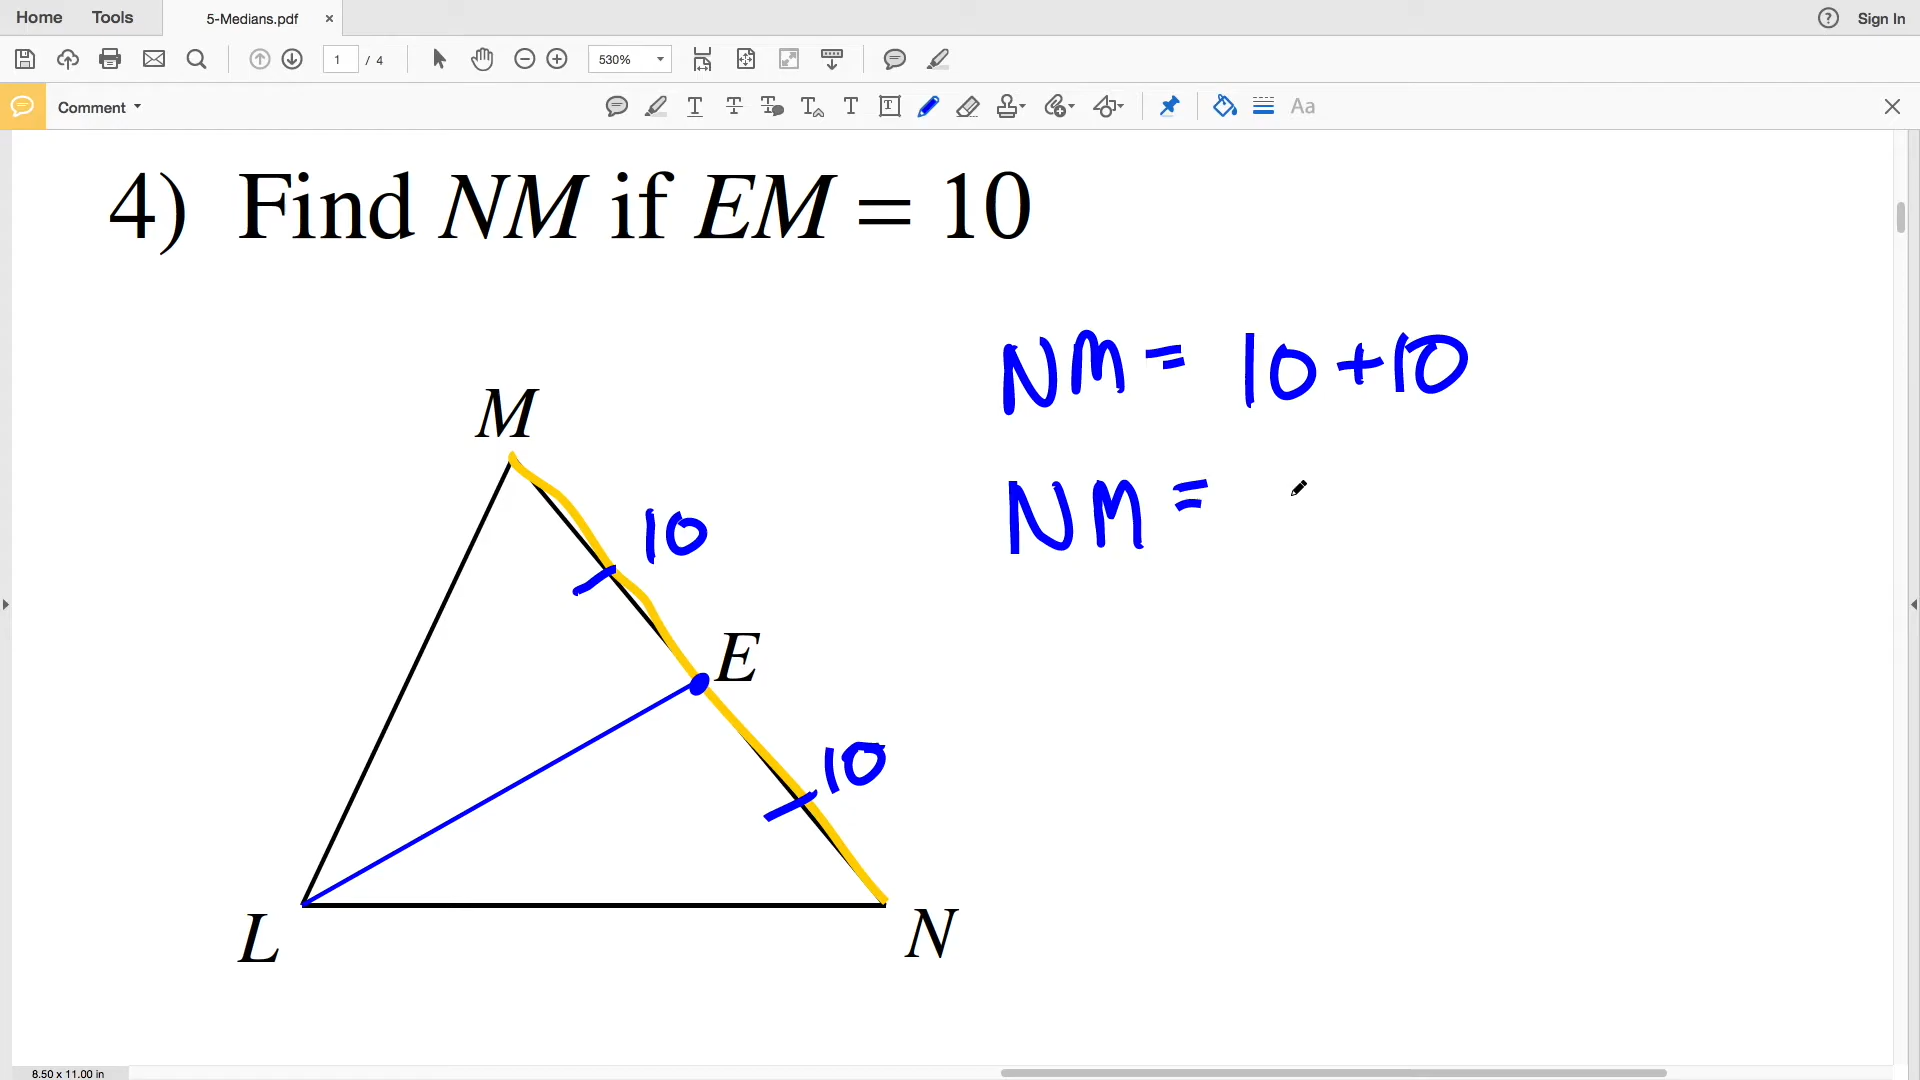 Home Tools 5-Medians.pdf × ? Sign In
1 / 4 530%
Comment T T T T T T Aa
4) Find NM if EM = 10
NM = 10 + 10
M
NM =
10
E
10
L N
8.50 x 11.00 in